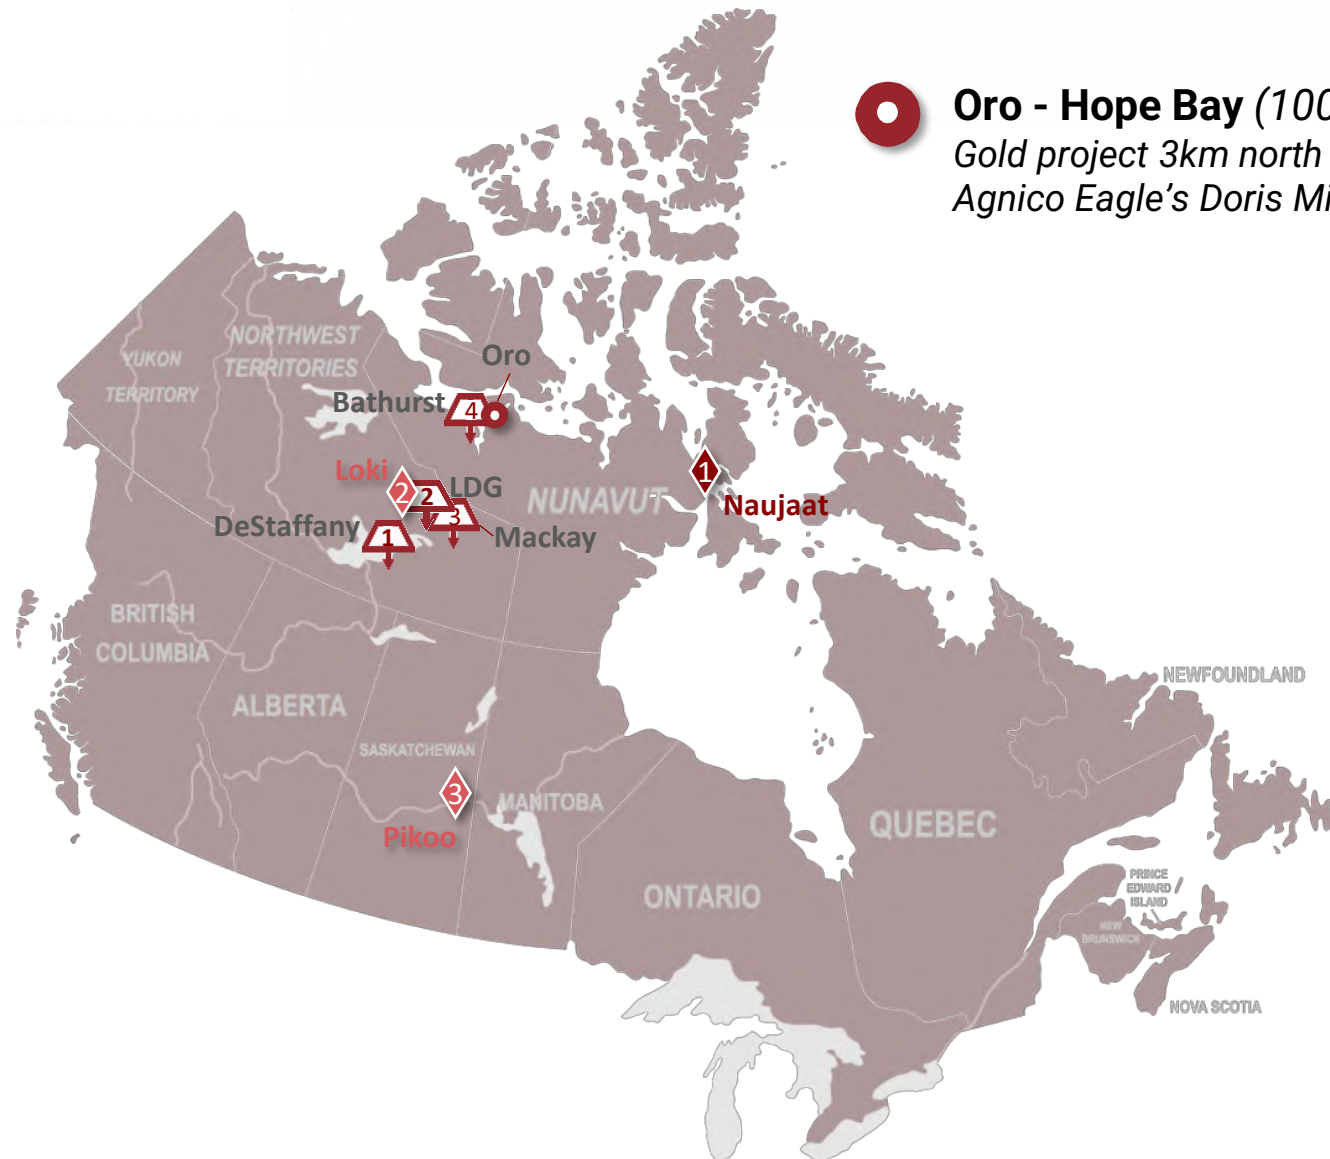 Oro - Hope Bay (100
Gold project 3km north
Agnico Eagle's Doris Mi
NORTHWEST
TERRITORIES
YUKON
TERRITORY
Oro
Bathurst
4
Loki
2
2
LDG
3
Mackay
DeStaffany
1
NUNAVUT
1
Naujaat
BRITISH
COLUMBIA
ALBERTA
SASKATCHEWAN
3
Pikoo
MANITOBA
NEWFOUNDLAND
QUEBEC
ONTARIO
PRINCE
EDWARD
ISLAND
NEW
BRUNSWICK
NOVA SCOTIA